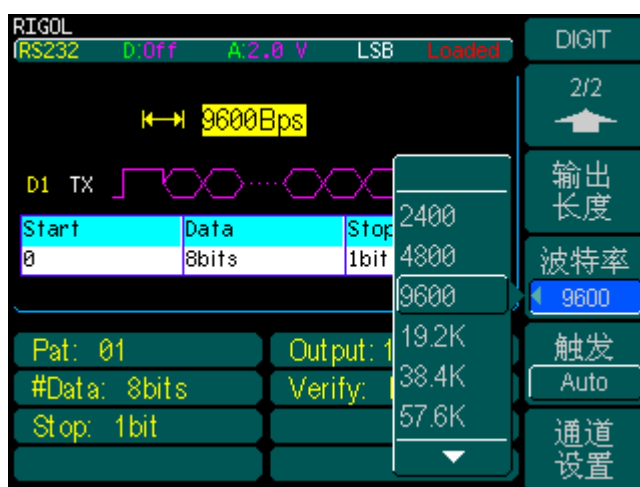 RIGOL
RS232 D:Off A:2.0 V LSB Loaded
9600Bps
D1 TX
Start Data Stop
0 8bits 1bit
Pat: 01
Output: 1
#Data: 8bits
Verify:
Stop: 1bit
2400
4800
9600
19.2K
38.4K
57.6K
DIGIT
2/2
输出
长度
波特率
9600
触发
Auto
通道
设置